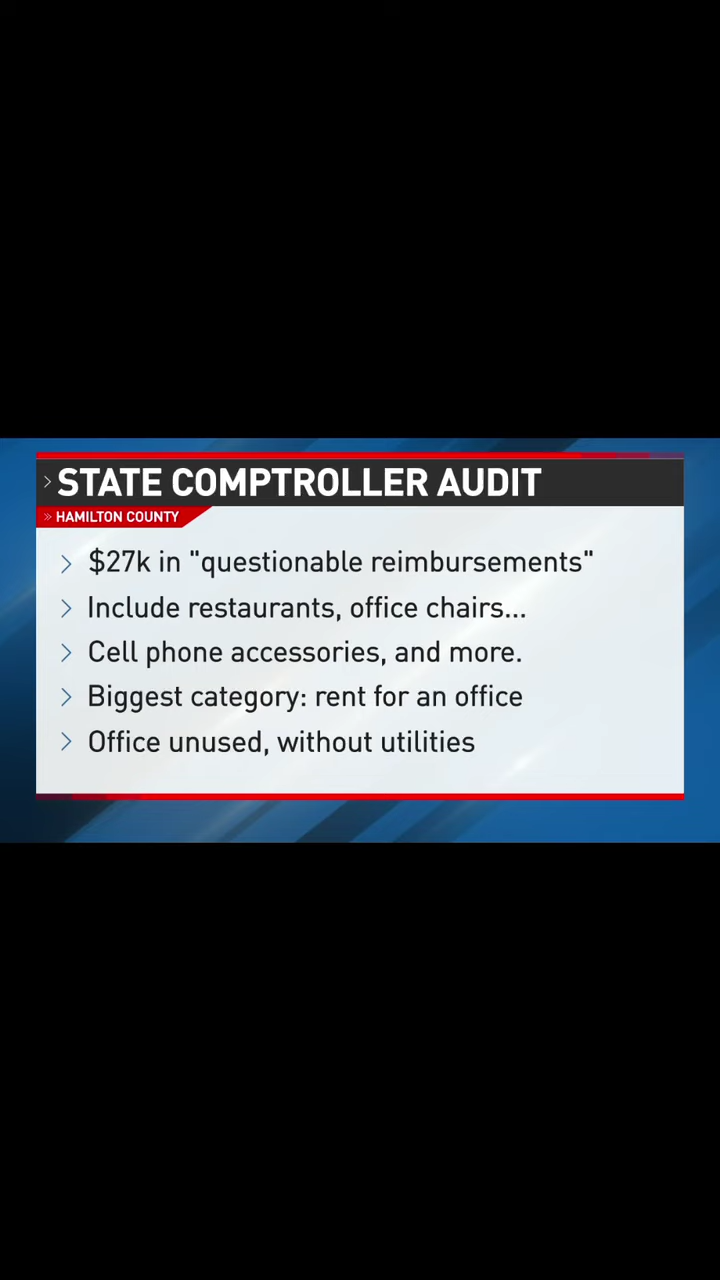 STATE COMPTROLLER AUDIT
HAMILTON COUNTY
$27k in "questionable reimbursements"
Include restaurants, office chairs...
Cell phone accessories, and more.
Biggest category: rent for an office
Office unused, without utilities